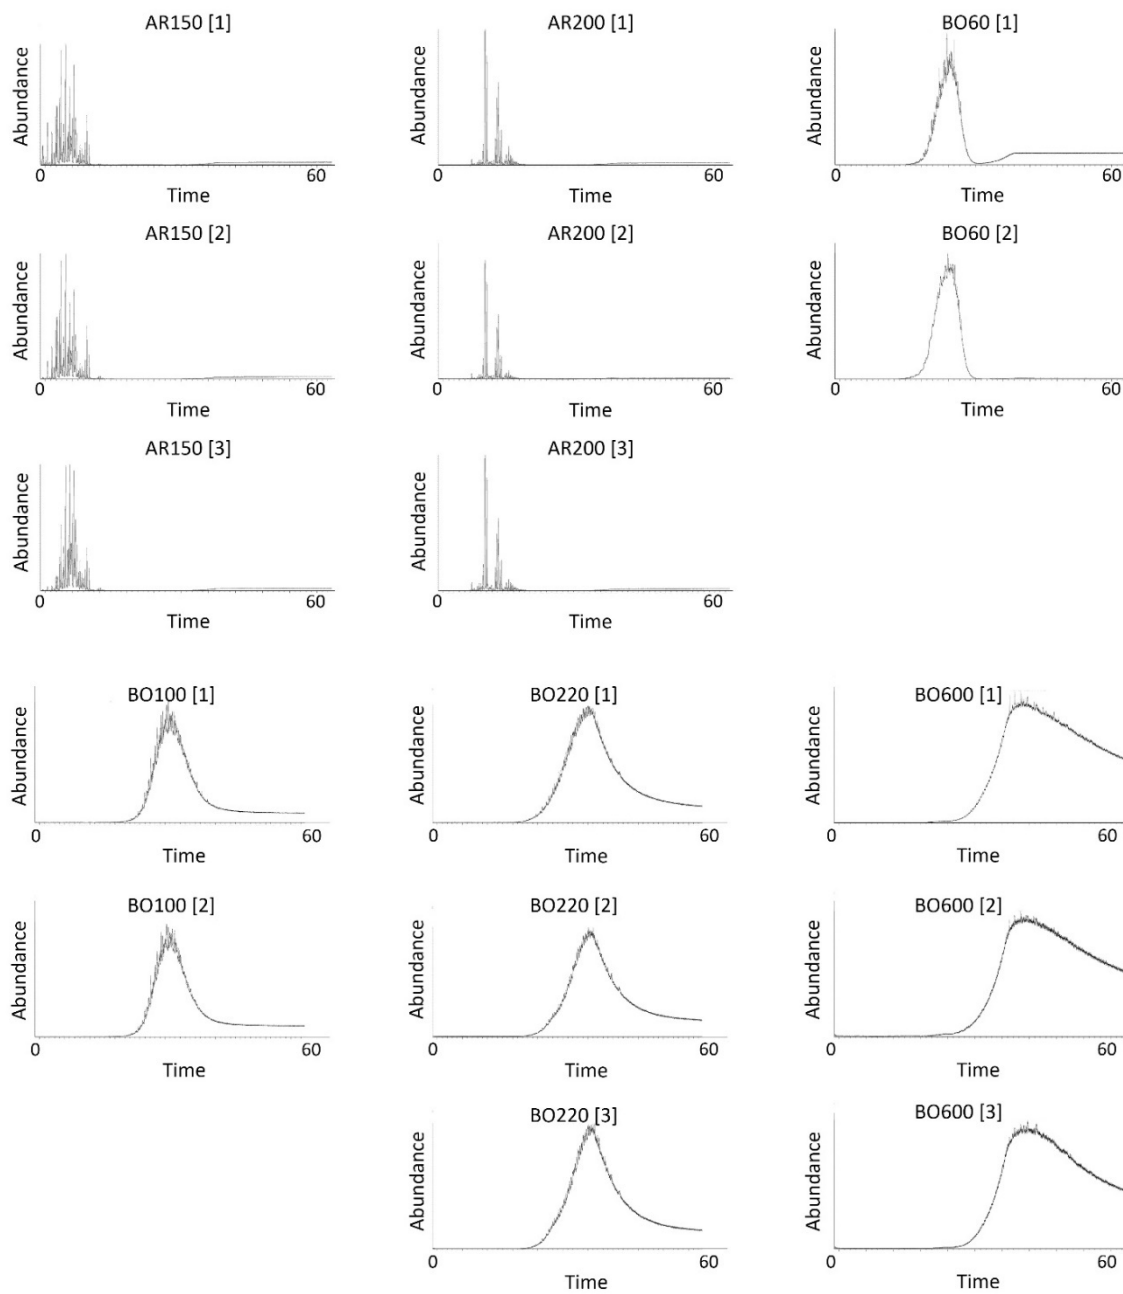 AR150 [1]
Abundance
0
60
Time
AR200 [1]
Abundance
0
60
Time
BO60 [1]
Abundance
0
60
Time
AR150 [2]
Abundance
0
60
Time
AR200 [2]
Abundance
0
60
Time
BO60 [2]
Abundance
0
60
Time
AR150 [3]
Abundance
0
60
Time
AR200 [3]
Abundance
0
60
Time
BO100 [1]
Abundance
0
60
Time
BO220 [1]
Abundance
0
60
Time
BO600 [1]
Abundance
0
60
Time
BO100 [2]
Abundance
0
60
Time
BO220 [2]
Abundance
0
60
Time
BO600 [2]
Abundance
0
60
Time
BO220 [3]
Abundance
0
60
Time
BO600 [3]
Abundance
0
60
Time